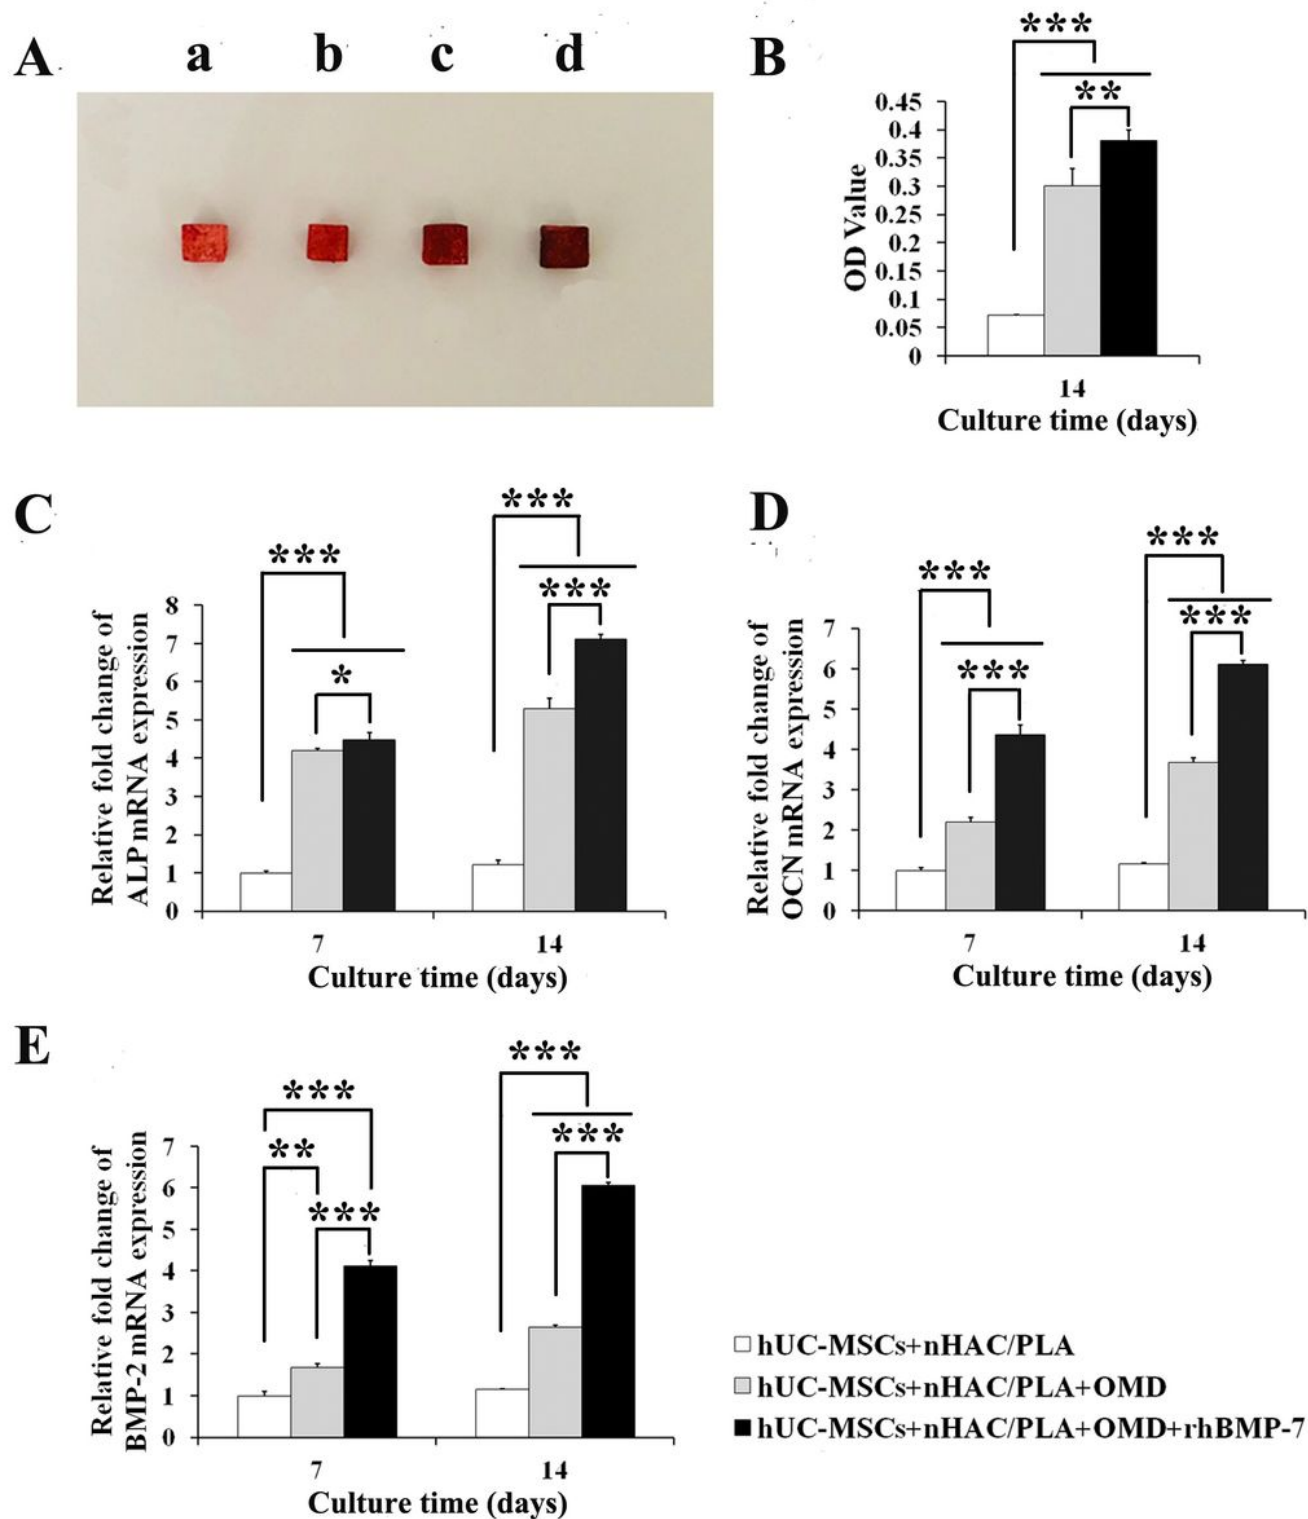 A
a b c d
B
***
**
0.45
0.4
0.35
0.3
0.25
0.2
0.15
0.1
0.05
0
OD Value
14
Culture time (days)
C
***
***
***
*
8
7
6
5
4
3
2
1
0
Relative fold change of
ALP mRNA expression
7 14
Culture time (days)
D
***
***
***
***
7
6
5
4
3
2
1
0
Relative fold change of
OCN mRNA expression
7 14
Culture time (days)
E
***
***
**
***
***
7
6
5
4
3
2
1
0
Relative fold change of
BMP-2 mRNA expression
7 14
Culture time (days)
hUC-MSCs+nHAC/PLA
hUC-MSCs+nHAC/PLA+OMD
hUC-MSCs+nHAC/PLA+OMD+rhBMP-7